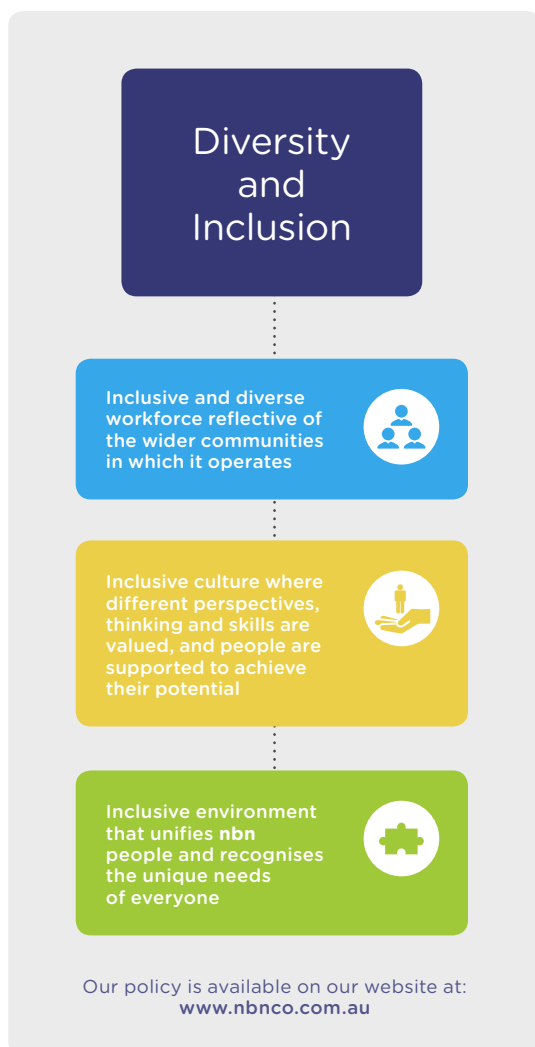 Diversity
and
Inclusion
Inclusive and diverse
workforce reflective of
the wider communities
in which it operates
Inclusive culture where
different perspectives,
thinking and skills are
valued, and people are
supported to achieve
their potential
Inclusive environment
that unifies nbn
people and recognises
the unique needs
of everyone
Our policy is available on our website at:
www.nbnco.com.au